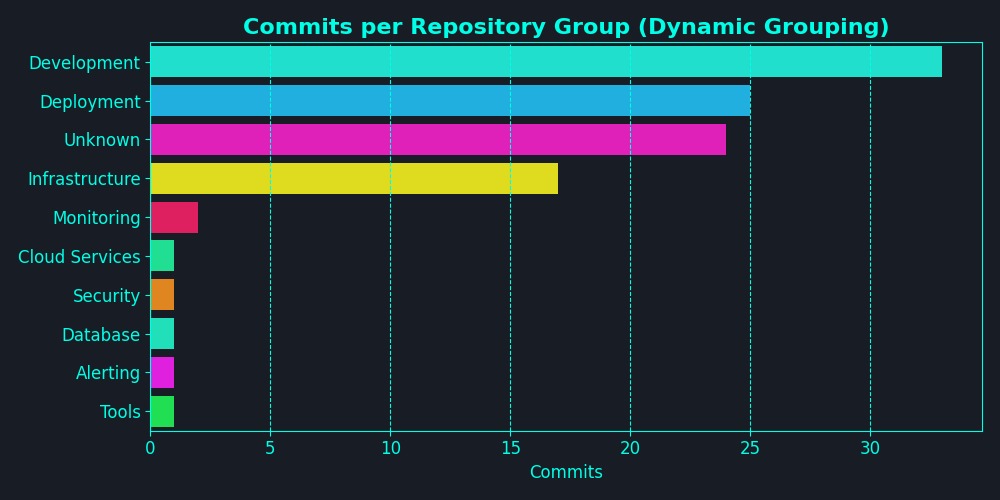 Commits per Repository Group (Dynamic Grouping)
Development
Deployment
Unknown
Infrastructure
Monitoring
Cloud Services
Security
Database
Alerting
Tools
0 5 10 15 20 25 30
Commits